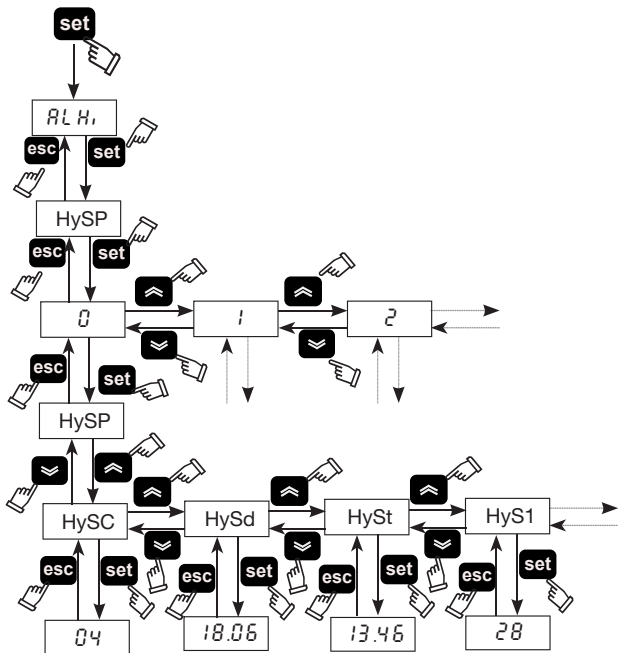 set
ALHi
esc set
HySP
esc set
0 1 2
esc set
HySP
HySC HySd HySt HyS1
esc set esc set esc set esc set
04 18.06 13.46 28